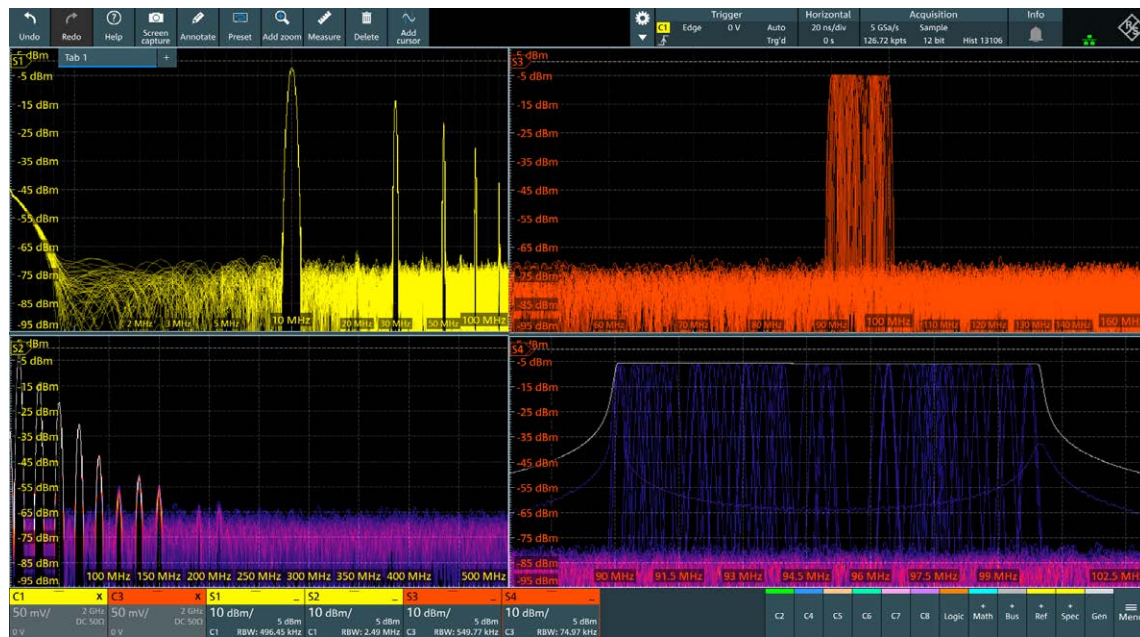 Undo Redo Help Screen capture Annotate Preset Add zoom Measure Delete Add cursor
Trigger Horizontal Acquisition Info
C1 Edge 0 V Auto 20 ns/div 5 GSa/s Sample
Trig'd 0 s 126.72 kpts 12 bit Hist 13106
Tab 1 +
S1
-5 dBm
-15 dBm
-25 dBm
-35 dBm
-45 dBm
-55 dBm
-65 dBm
-75 dBm
-85 dBm
-95 dBm
2 MHz 3 MHz 5 MHz 10 MHz 20 MHz 30 MHz 50 MHz 100 MHz
S3
-5 dBm
-15 dBm
-25 dBm
-35 dBm
-45 dBm
-55 dBm
-65 dBm
-75 dBm
-85 dBm
-95 dBm
60 MHz 70 MHz 80 MHz 90 MHz 100 MHz 110 MHz 120 MHz 130 MHz 140 MHz 160 MHz
S2
-5 dBm
-15 dBm
-25 dBm
-35 dBm
-45 dBm
-55 dBm
-65 dBm
-75 dBm
-85 dBm
-95 dBm
100 MHz 150 MHz 200 MHz 250 MHz 300 MHz 350 MHz 400 MHz 500 MHz
S4
-5 dBm
-15 dBm
-25 dBm
-35 dBm
-45 dBm
-55 dBm
-65 dBm
-75 dBm
-85 dBm
-95 dBm
90 MHz 91.5 MHz 93 MHz 94.5 MHz 96 MHz 97.5 MHz 99 MHz 102.5 MHz
C1 X C3 X S1 S2 S3 S4
50 mV/ 2 GHz 50 mV/ 2 GHz 10 dBm/ 10 dBm/ 10 dBm/ 10 dBm/
DC 50Ω DC 50Ω 5 dBm 5 dBm 5 dBm 5 dBm
0 V 0 V C1 RBW: 496.45 kHz C1 RBW: 2.49 MHz C3 RBW: 549.77 kHz C3 RBW: 74.97 kHz
C2 C4 C5 C6 C7 C8 Logic + Math + Bus + Ref + Spec Gen Menu